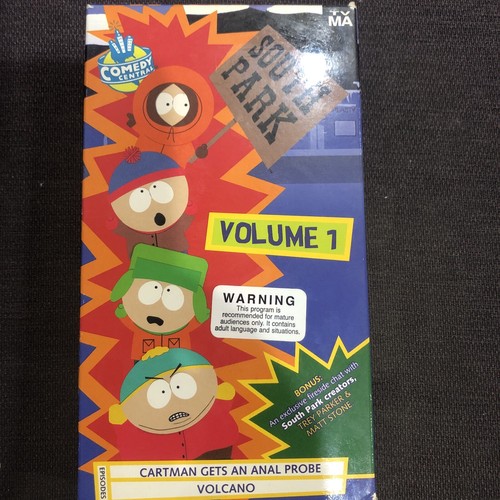 TV
MA
COMEDY
CENTRAL
SOUTH
PARK
VOLUME 1
WARNING
This program is
recommended for mature
audiences only. It contains
adult language and situations.
BONUS:
An exclusive fireside chat with
South Park creators,
TREY PARKER &
MATT STONE
EPISODES
CARTMAN GETS AN ANAL PROBE
VOLCANO